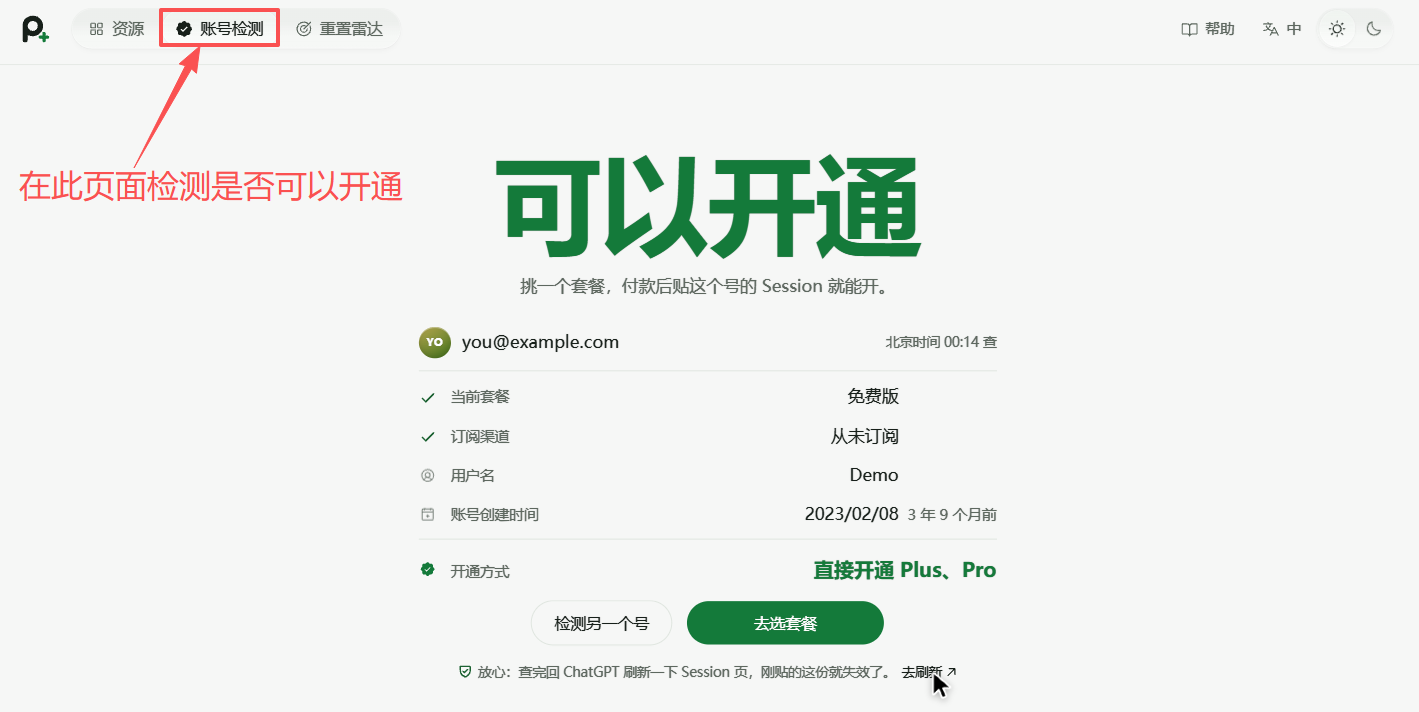 资源 账号检测 重置雷达 帮助 中
在此页面检测是否可以开通
可以开通
挑一个套餐，付款后贴这个号的 Session 就能开。
YO you@example.com 北京时间 00:14 查
当前套餐 免费版
订阅渠道 从未订阅
用户名 Demo
账号创建时间 2023/02/08 3 年 9 个月前
开通方式 直接开通 Plus、Pro
检测另一个号 去选套餐
放心：查完回 ChatGPT 刷新一下 Session 页，刚贴的这份就失效了。 去刷新